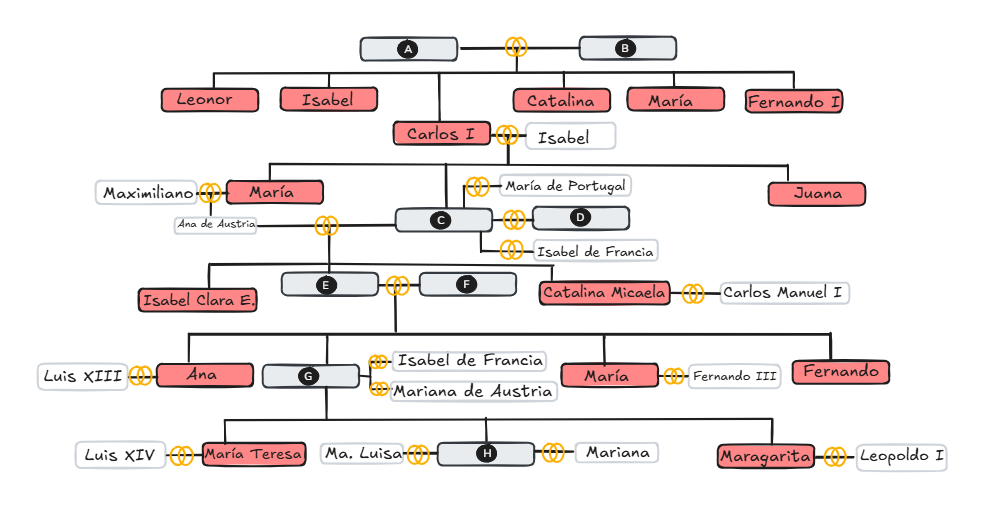 A
B
Leonor
Isabel
Catalina
María
Fernando I
Carlos I
Isabel
Maximiliano
María
María de Portugal
Juana
Ana de Austria
C
D
Isabel de Francia
Isabel Clara E.
E
F
Catalina Micaela
Carlos Manuel I
Luis XIII
Ana
G
Isabel de Francia
Mariana de Austria
María
Fernando III
Fernando
Luis XIV
María Teresa
Ma. Luisa
H
Mariana
Maragarita
Leopoldo I